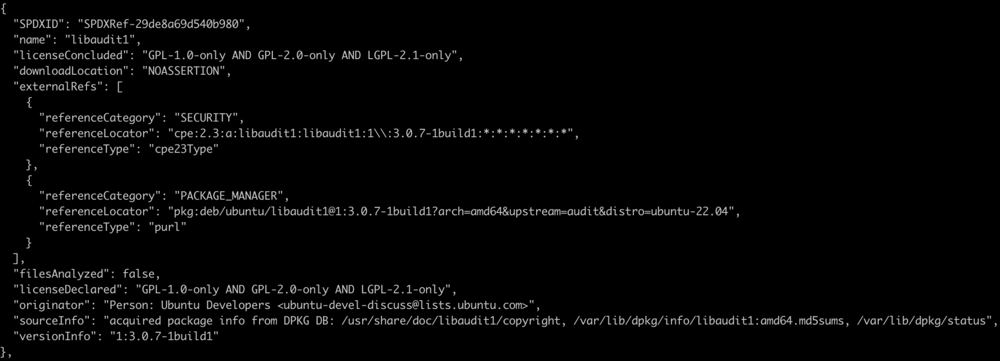 {
"SPDXID": "SPDXRef-29de8a69d540b980",
"name": "libaudit1",
"licenseConcluded": "GPL-1.0-only AND GPL-2.0-only AND LGPL-2.1-only",
"downloadLocation": "NOASSERTION",
"externalRefs": [
{
"referenceCategory": "SECURITY",
"referenceLocator": "cpe:2.3:a:libaudit1:libaudit1:1\\:3.0.7-1build1:*:*:*:*:*:*:*",
"referenceType": "cpe23Type"
},
{
"referenceCategory": "PACKAGE_MANAGER",
"referenceLocator": "pkg:deb/ubuntu/libaudit1@1:3.0.7-1build1?arch=amd64&upstream=audit&distro=ubuntu-22.04",
"referenceType": "purl"
}
],
"filesAnalyzed": false,
"licenseDeclared": "GPL-1.0-only AND GPL-2.0-only AND LGPL-2.1-only",
"originator": "Person: Ubuntu Developers <ubuntu-devel-discuss@lists.ubuntu.com>",
"sourceInfo": "acquired package info from DPKG DB: /usr/share/doc/libaudit1/copyright, /var/lib/dpkg/info/libaudit1:amd64.md5sums, /var/lib/dpkg/status",
"versionInfo": "1:3.0.7-1build1"
},